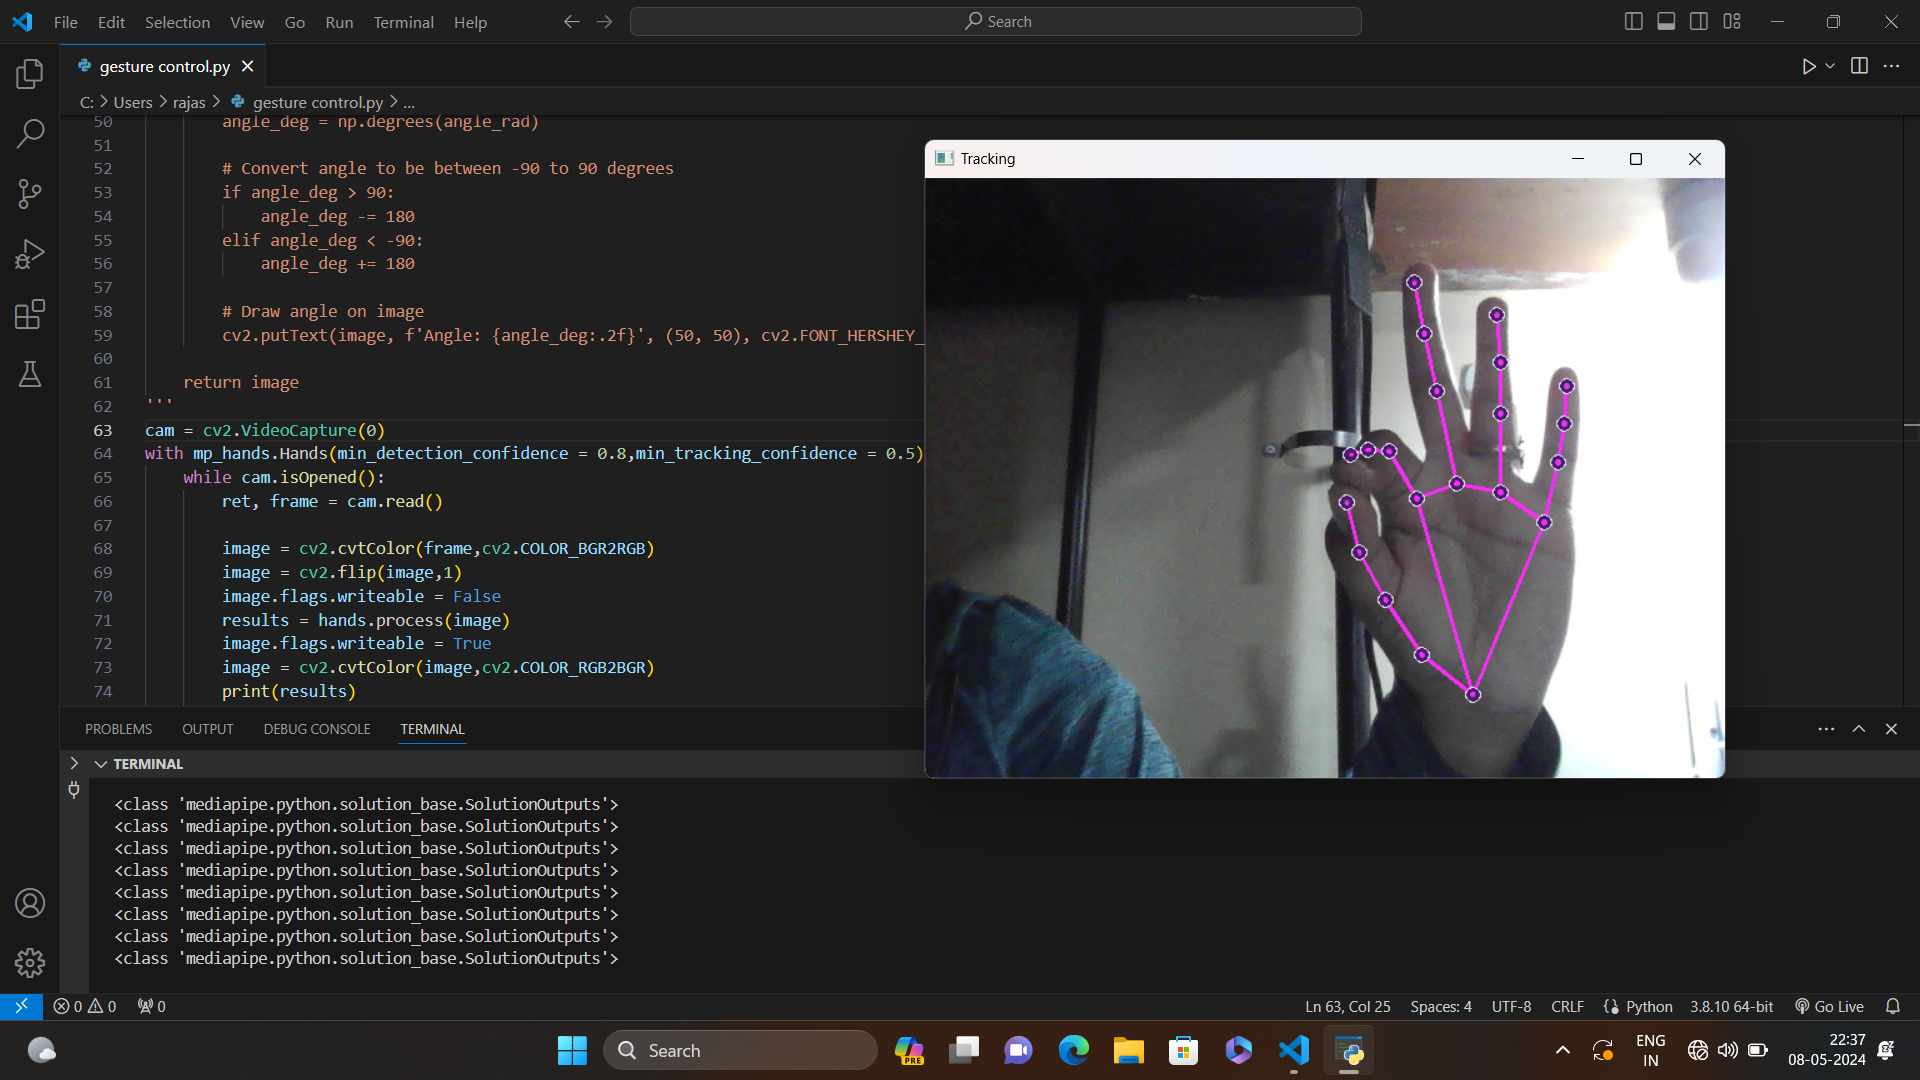 File Edit Selection View Go Run Terminal Help
Search
gesture control.py
C: > Users > rajas > gesture control.py > ...
50 angle_deg = np.degrees(angle_rad)
51
52 # Convert angle to be between -90 to 90 degrees
53 if angle_deg > 90:
54 angle_deg -= 180
55 elif angle_deg < -90:
56 angle_deg += 180
57
58 # Draw angle on image
59 cv2.putText(image, f'Angle: {angle_deg:.2f}', (50, 50), cv2.FONT_HERSHEY_
60
61 return image
62 '''
63 cam = cv2.VideoCapture(0)
64 with mp_hands.Hands(min_detection_confidence = 0.8,min_tracking_confidence = 0.5)
65 while cam.isOpened():
66 ret, frame = cam.read()
67
68 image = cv2.cvtColor(frame,cv2.COLOR_BGR2RGB)
69 image = cv2.flip(image,1)
70 image.flags.writeable = False
71 results = hands.process(image)
72 image.flags.writeable = True
73 image = cv2.cvtColor(image,cv2.COLOR_RGB2BGR)
74 print(results)
Tracking
PROBLEMS OUTPUT DEBUG CONSOLE TERMINAL
TERMINAL
<class 'mediapipe.python.solution_base.SolutionOutputs'>
<class 'mediapipe.python.solution_base.SolutionOutputs'>
<class 'mediapipe.python.solution_base.SolutionOutputs'>
<class 'mediapipe.python.solution_base.SolutionOutputs'>
<class 'mediapipe.python.solution_base.SolutionOutputs'>
<class 'mediapipe.python.solution_base.SolutionOutputs'>
<class 'mediapipe.python.solution_base.SolutionOutputs'>
<class 'mediapipe.python.solution_base.SolutionOutputs'>
0 0 0 Ln 63, Col 25 Spaces: 4 UTF-8 CRLF Python 3.8.10 64-bit Go Live
Search
PRE
ENG
IN
22:37
08-05-2024